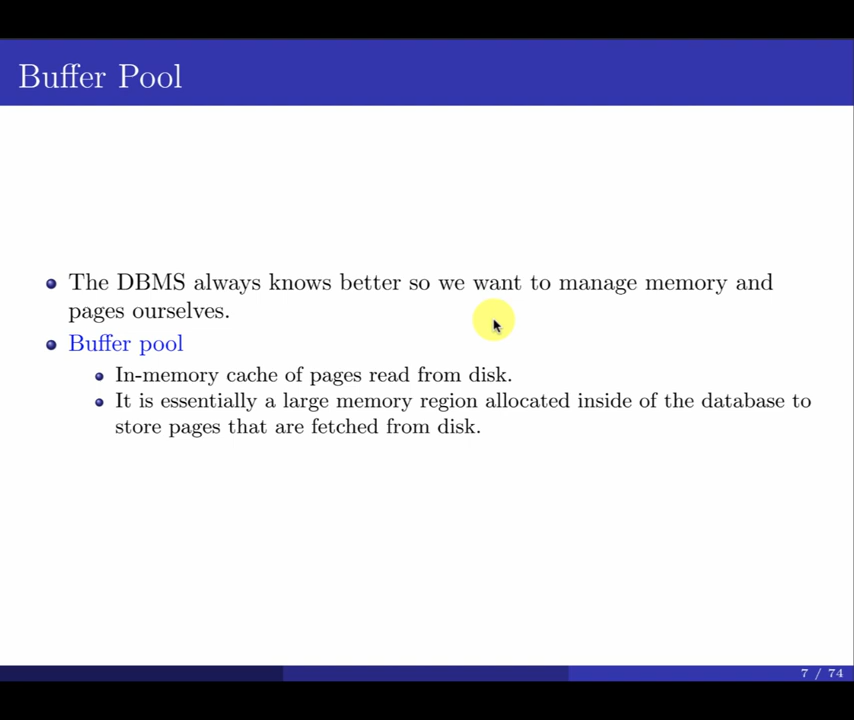 Buffer Pool
The DBMS always knows better so we want to manage memory and
pages ourselves.
Buffer pool
In-memory cache of pages read from disk.
It is essentially a large memory region allocated inside of the database to
store pages that are fetched from disk.
7 / 74